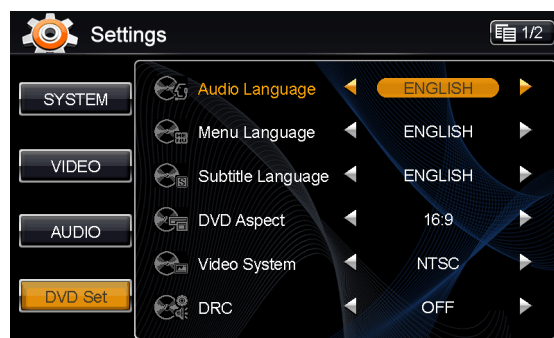 Settings
1/2
SYSTEM
VIDEO
AUDIO
DVD Set
Audio Language ENGLISH
Menu Language ENGLISH
Subtitle Language ENGLISH
DVD Aspect 16:9
Video System NTSC
DRC OFF